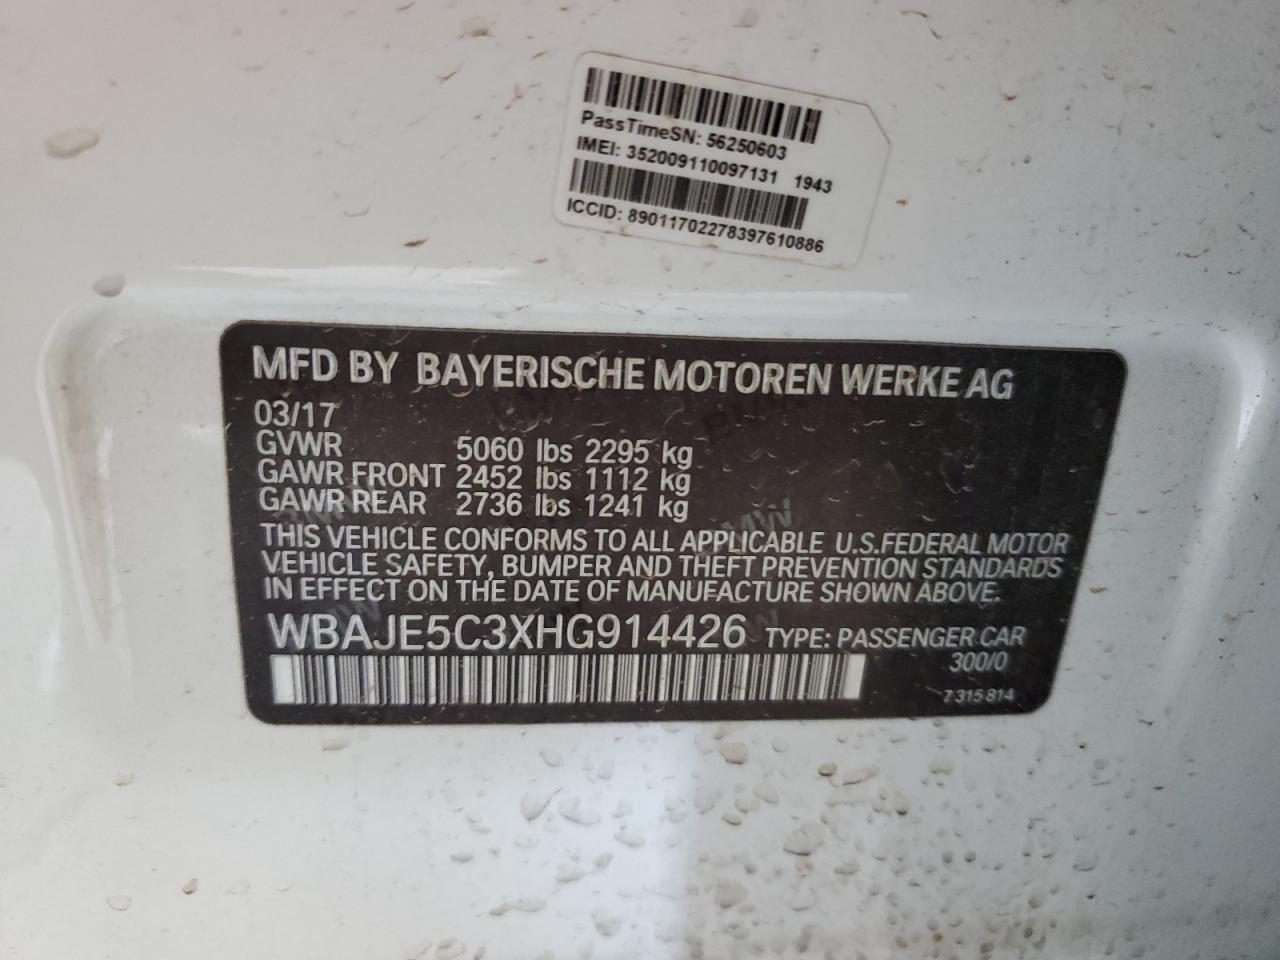 PassTimeSN: 56250603
IMEI: 352009110097131 1943
ICCID: 89011702278397610886
MFD BY BAYERISCHE MOTOREN WERKE AG
03/17
GVWR 5060 lbs 2295 kg
GAWR FRONT 2452 lbs 1112 kg
GAWR REAR 2736 lbs 1241 kg
THIS VEHICLE CONFORMS TO ALL APPLICABLE U.S.FEDERAL MOTOR
VEHICLE SAFETY, BUMPER AND THEFT PREVENTION STANDARDS
IN EFFECT ON THE DATE OF MANUFACTURE SHOWN ABOVE.
WBAJE5C3XHG914426 TYPE: PASSENGER CAR
300/0
7 315 814